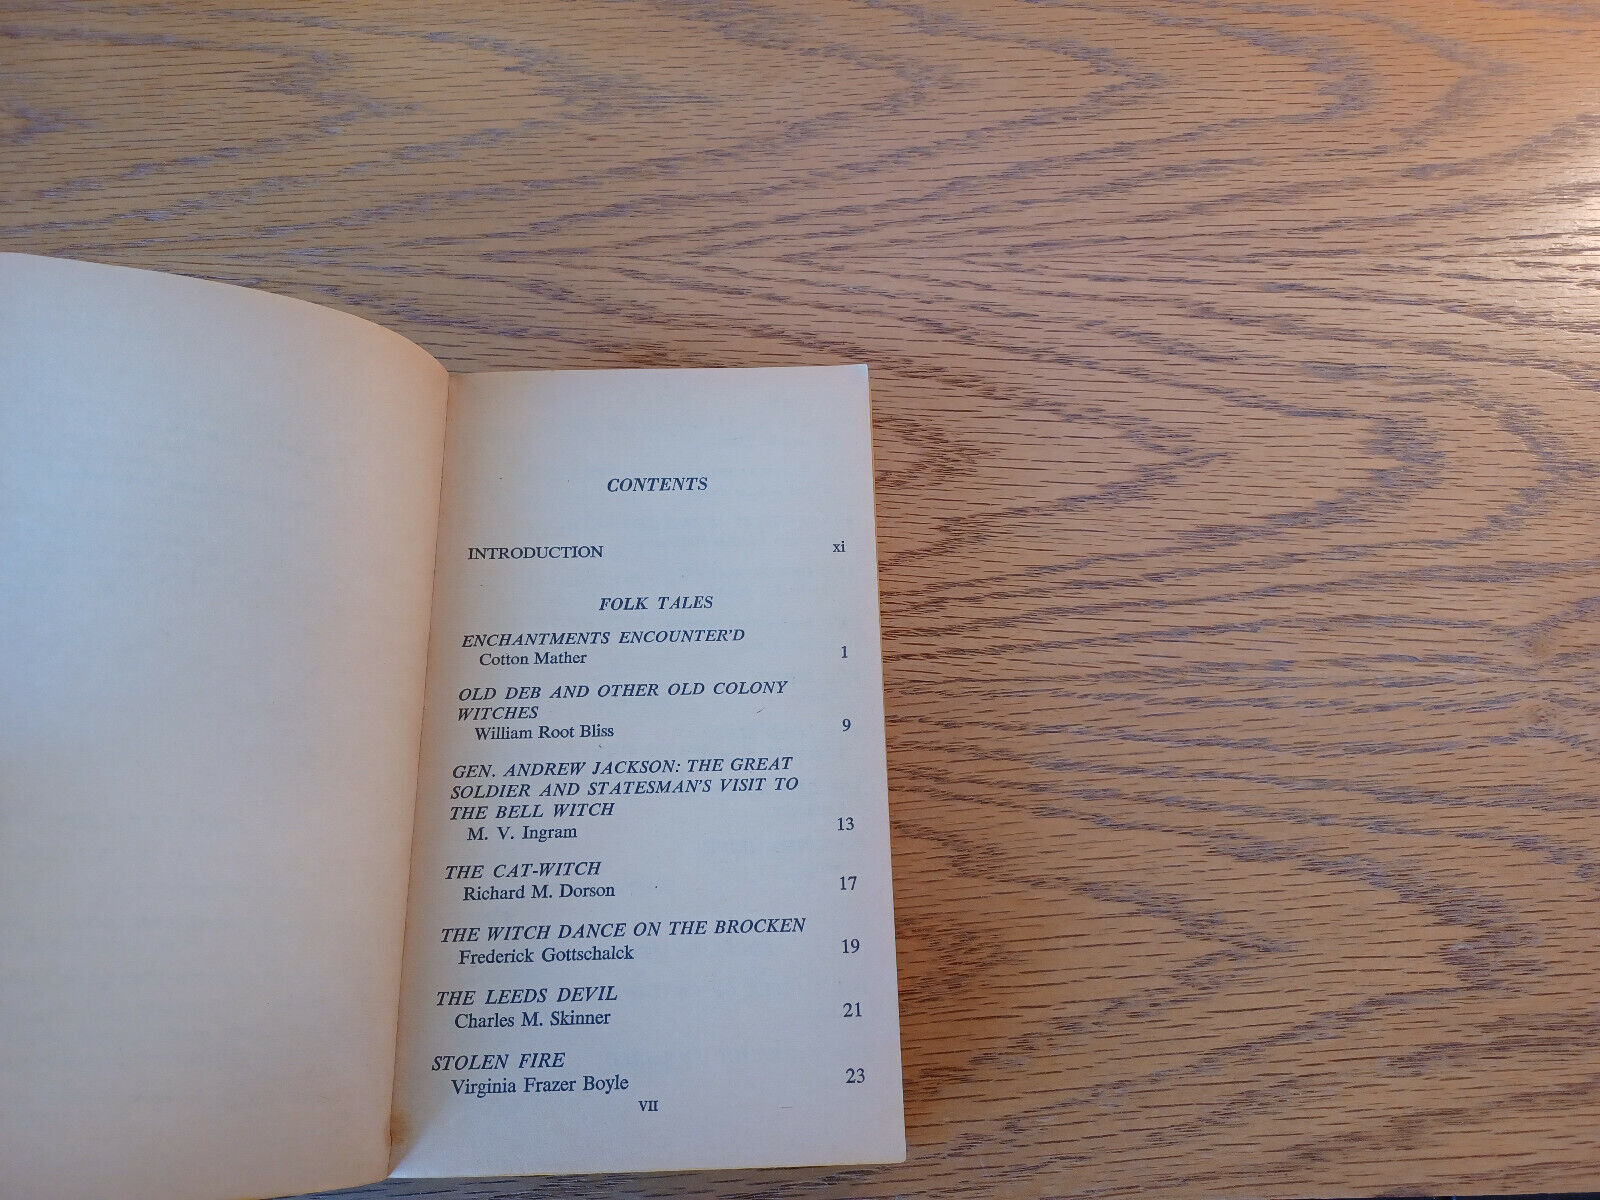 CONTENTS
INTRODUCTION xi
FOLK TALES
ENCHANTMENTS ENCOUNTER'D
Cotton Mather 1
OLD DEB AND OTHER OLD COLONY
WITCHES
William Root Bliss 9
GEN. ANDREW JACKSON: THE GREAT
SOLDIER AND STATESMAN'S VISIT TO
THE BELL WITCH
M. V. Ingram 13
THE CAT-WITCH
Richard M. Dorson 17
THE WITCH DANCE ON THE BROCKEN
Frederick Gottschalck 19
THE LEEDS DEVIL
Charles M. Skinner 21
STOLEN FIRE
Virginia Frazer Boyle 23
VII